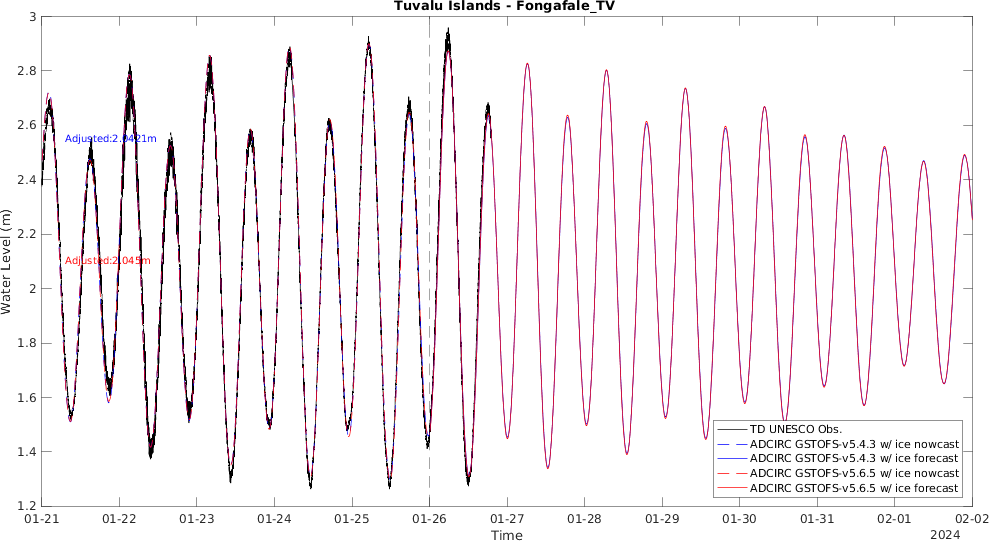 Tuvalu Islands - Fongafale_TV
3
2.8
2.6
2.4
2.2
2
1.8
1.6
1.4
1.2
Water Level (m)
Adjusted:2.0421m
Adjusted:2.045m
TD UNESCO Obs.
ADCIRC GSTOFS-v5.4.3 w/ ice nowcast
ADCIRC GSTOFS-v5.4.3 w/ ice forecast
ADCIRC GSTOFS-v5.6.5 w/ ice nowcast
ADCIRC GSTOFS-v5.6.5 w/ ice forecast
01-21 01-22 01-23 01-24 01-25 01-26 01-27 01-28 01-29 01-30 01-31 02-01 02-02
Time
2024